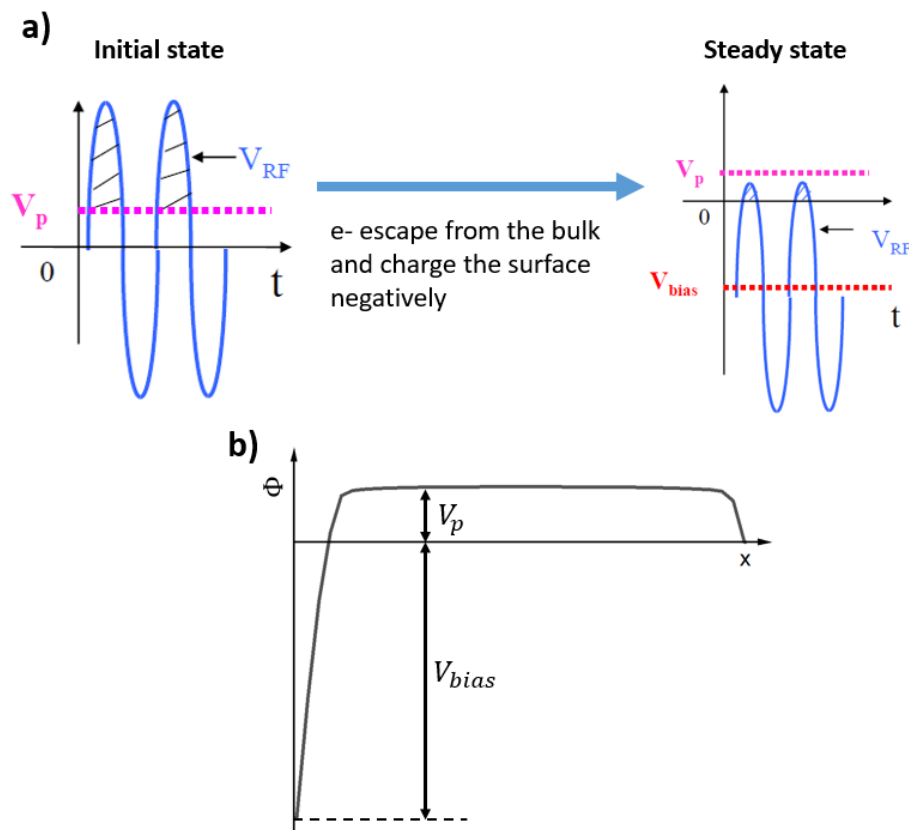 a)
Initial state
Steady state
V_RF
V_p
0
t
e- escape from the bulk
and charge the surface
negatively
V_p
0
V_RF
V_bias
t
b)
Φ
V_p
x
V_bias